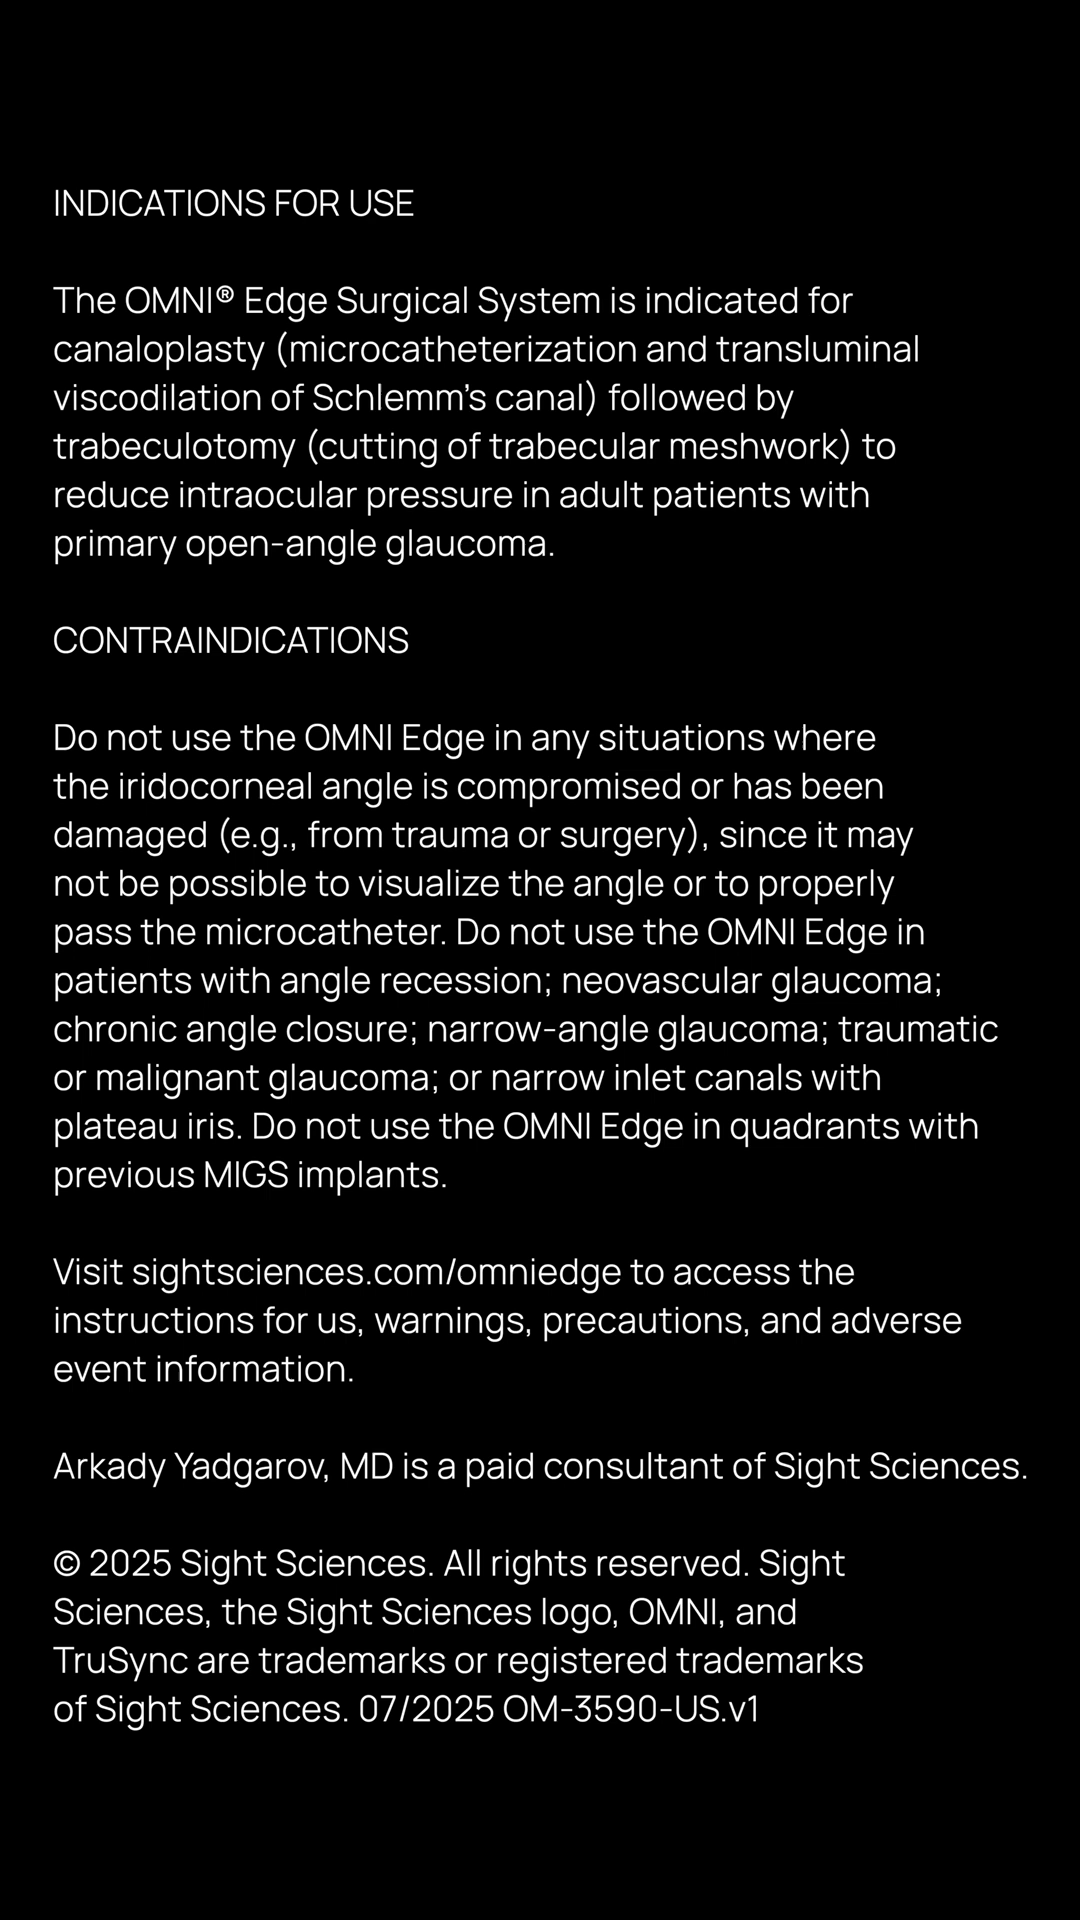 INDICATIONS FOR USE
The OMNI® Edge Surgical System is indicated for
canaloplasty (microcatheterization and transluminal
viscodilation of Schlemm's canal) followed by
trabeculotomy (cutting of trabecular meshwork) to
reduce intraocular pressure in adult patients with
primary open-angle glaucoma.
CONTRAINDICATIONS
Do not use the OMNI Edge in any situations where
the iridocorneal angle is compromised or has been
damaged (e.g., from trauma or surgery), since it may
not be possible to visualize the angle or to properly
pass the microcatheter. Do not use the OMNI Edge in
patients with angle recession; neovascular glaucoma;
chronic angle closure; narrow-angle glaucoma; traumatic
or malignant glaucoma; or narrow inlet canals with
plateau iris. Do not use the OMNI Edge in quadrants with
previous MIGS implants.
Visit sightsciences.com/omniedge to access the
instructions for us, warnings, precautions, and adverse
event information.
Arkady Yadgarov, MD is a paid consultant of Sight Sciences.
© 2025 Sight Sciences. All rights reserved. Sight
Sciences, the Sight Sciences logo, OMNI, and
TruSync are trademarks or registered trademarks
of Sight Sciences. 07/2025 OM-3590-US.v1